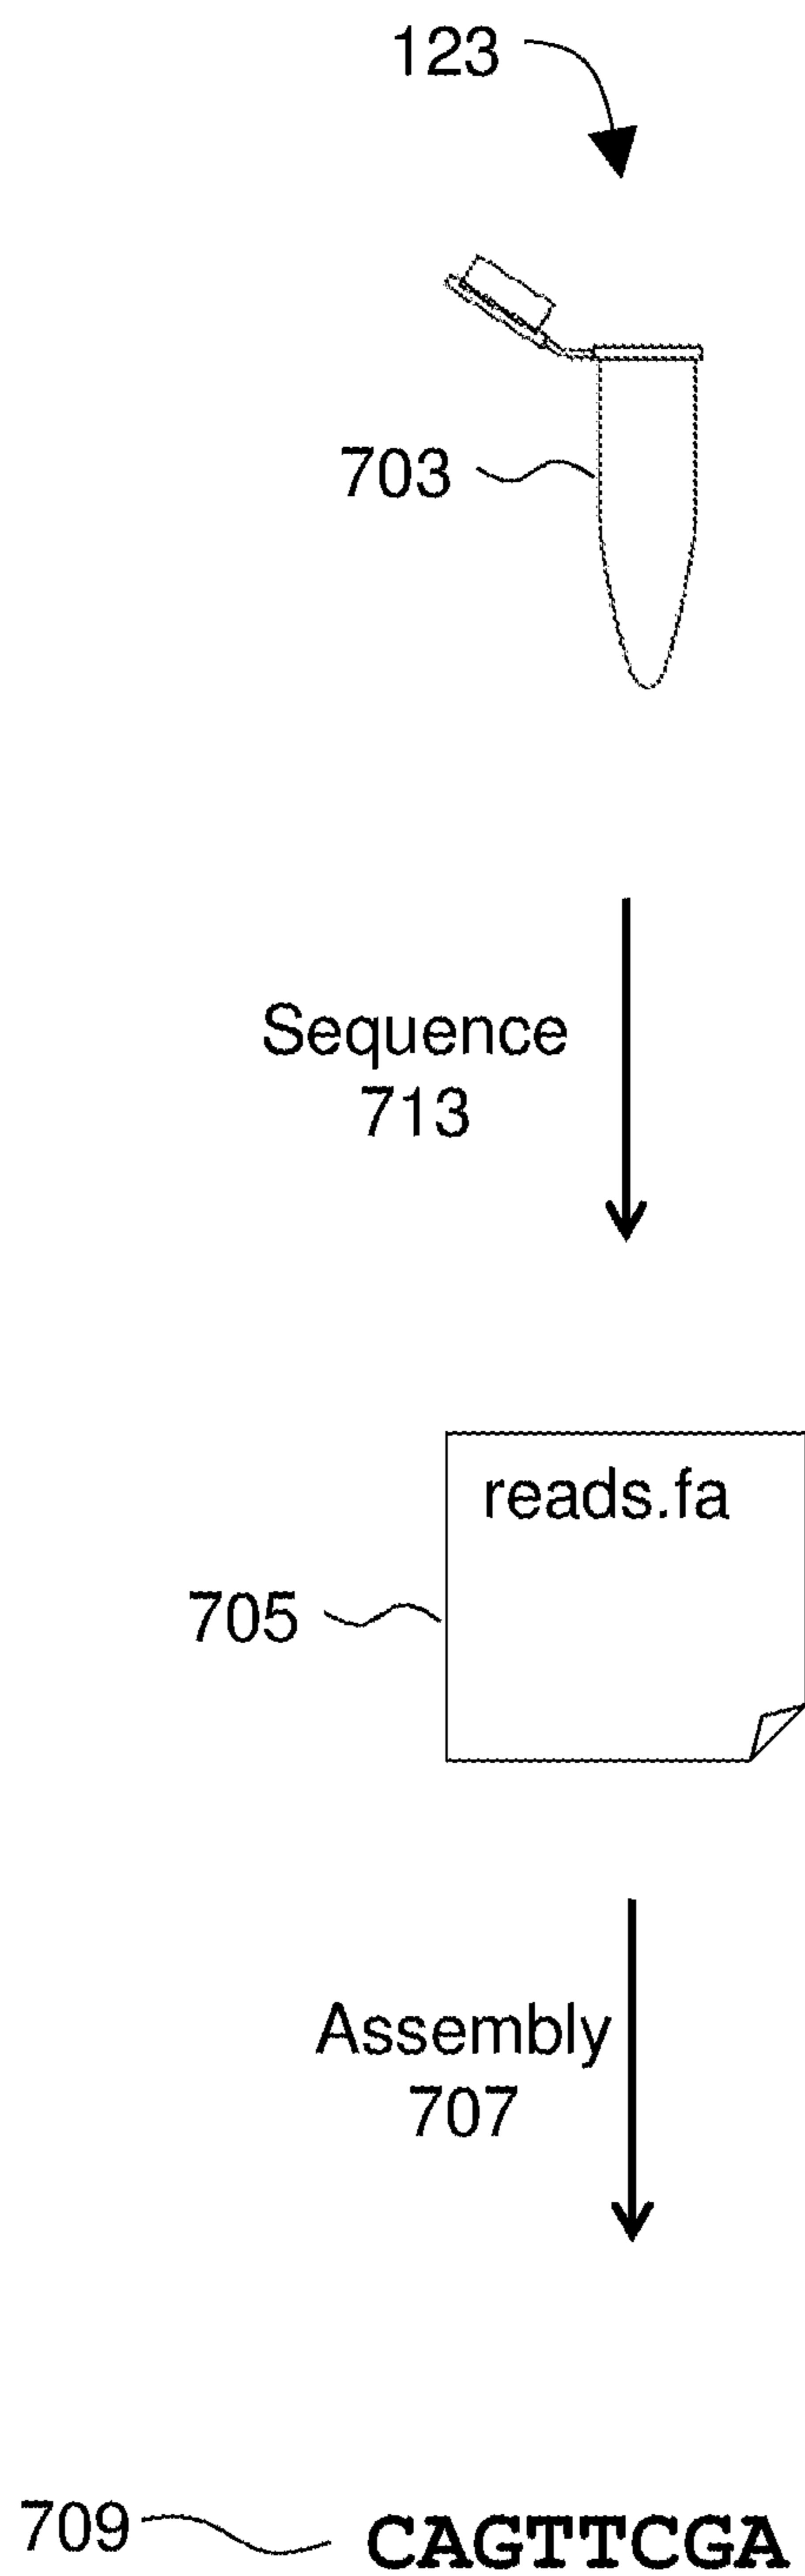 123
703
Sequence
713
reads.fa
705
Assembly
707
709 CAGTTCGA